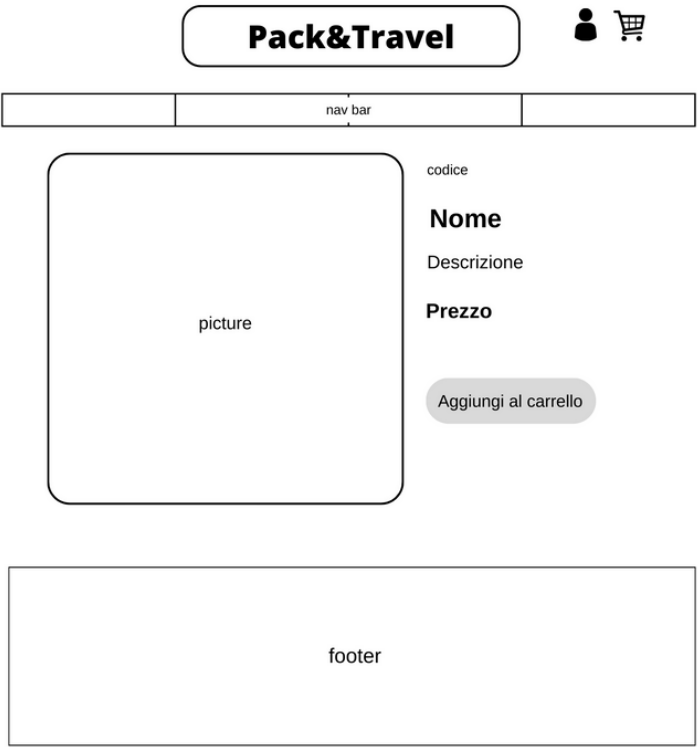 Pack&Travel
nav bar
picture
codice
Nome
Descrizione
Prezzo
Aggiungi al carrello
footer